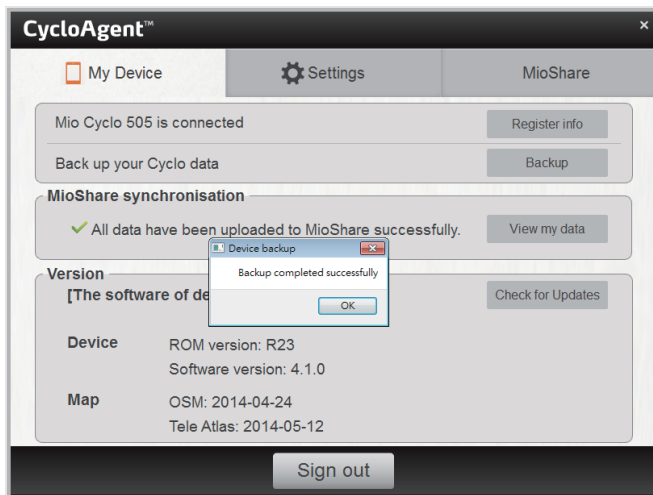 CycloAgent™ ×
My Device Settings MioShare
Mio Cyclo 505 is connected Register info
Back up your Cyclo data Backup
MioShare synchronisation
All data have been uploaded to MioShare successfully. View my data
Device backup
Backup completed successfully
OK
Version
[The software of de Check for Updates
Device ROM version: R23
Software version: 4.1.0
Map OSM: 2014-04-24
Tele Atlas: 2014-05-12
Sign out